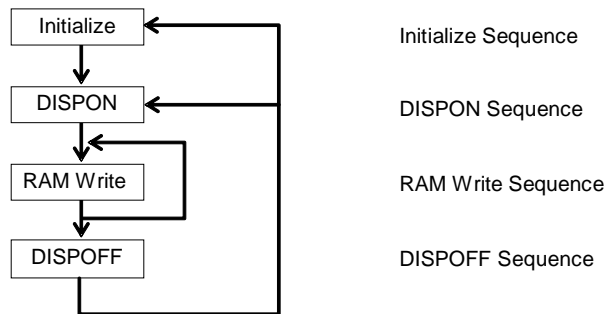 Initialize
Initialize Sequence
DISPON
DISPON Sequence
RAM Write
RAM Write Sequence
DISPOFF
DISPOFF Sequence